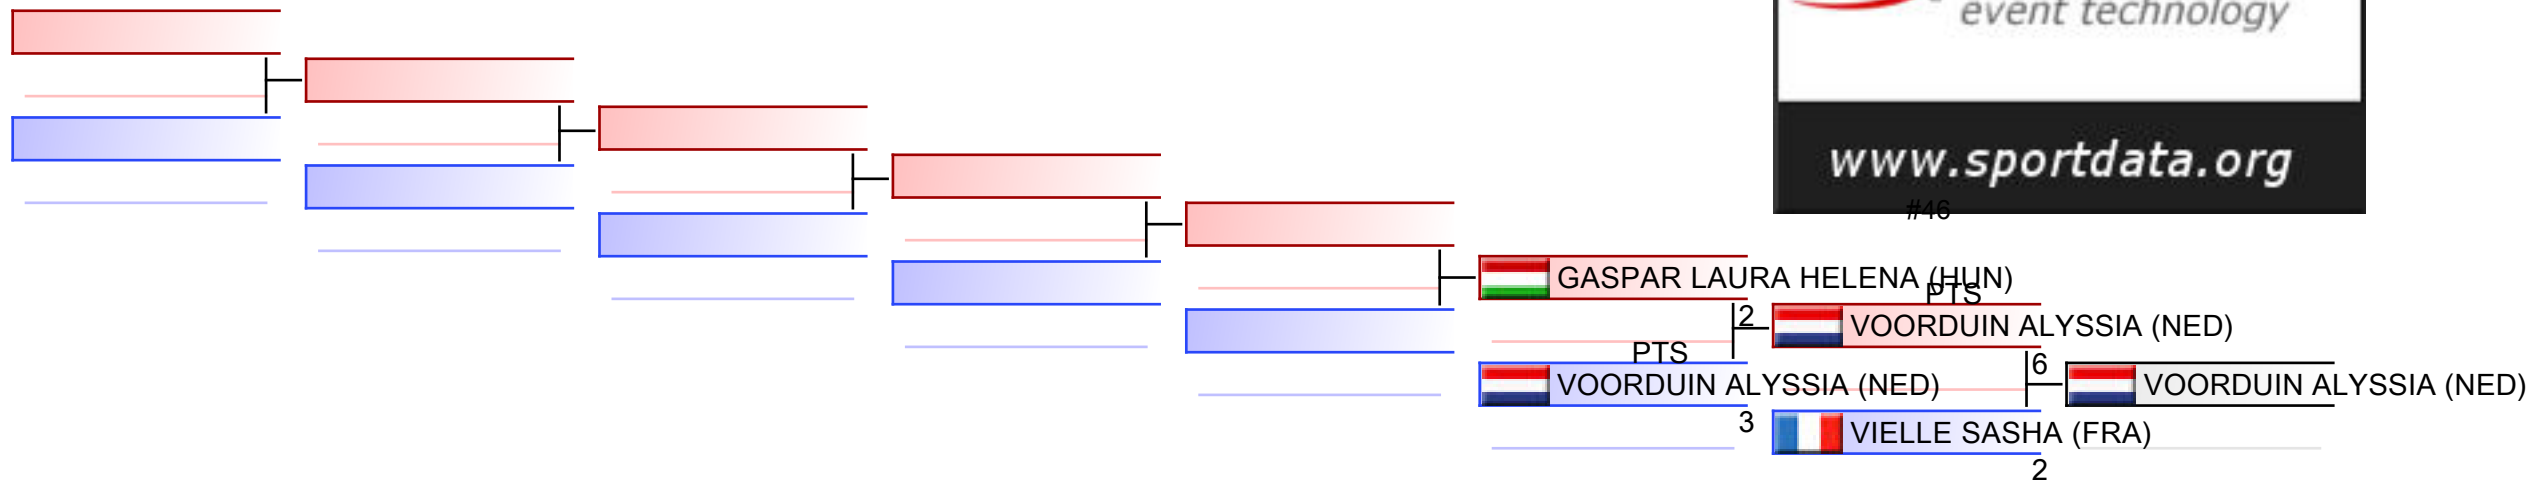 event technology
www.sportdata.org
#46
GASPAR LAURA HELENA (HUN)
PTS
2
VOORDUIN ALYSSIA (NED)
PTS
6
VOORDUIN ALYSSIA (NED)
VOORDUIN ALYSSIA (NED)
3
VIELLE SASHA (FRA)
2